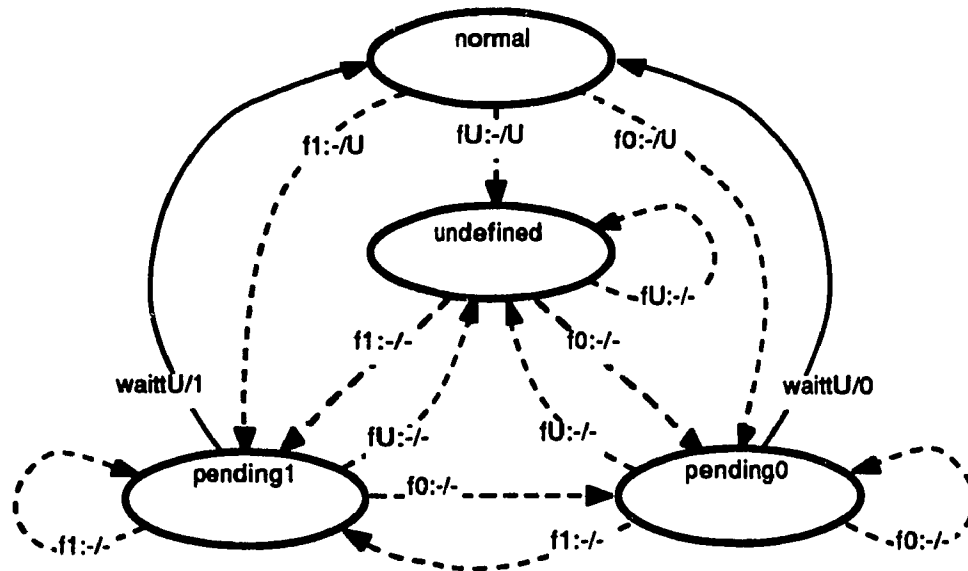 normal
f1:-/U
fU:-/U
f0:-/U
undefined
fU:-/-
f1:-/-
f0:-/-
waittU/1
waittU/0
fU:-/-
fU:-/-
pending1
pending0
f0:-/-
f1:-/-
f1:-/-
f0:-/-